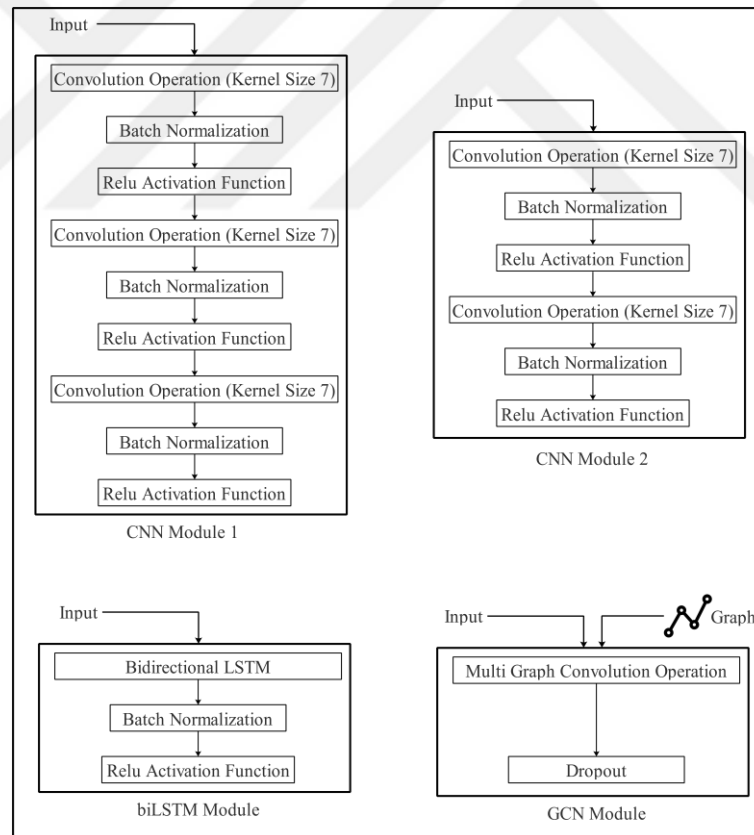 Input
Convolution Operation (Kernel Size 7)
Batch Normalization
Relu Activation Function
Convolution Operation (Kernel Size 7)
Batch Normalization
Relu Activation Function
Convolution Operation (Kernel Size 7)
Batch Normalization
Relu Activation Function
CNN Module 1
Input
Convolution Operation (Kernel Size 7)
Batch Normalization
Relu Activation Function
Convolution Operation (Kernel Size 7)
Batch Normalization
Relu Activation Function
CNN Module 2
Input
Bidirectional LSTM
Batch Normalization
Relu Activation Function
biLSTM Module
Input
Graph
Multi Graph Convolution Operation
Dropout
GCN Module